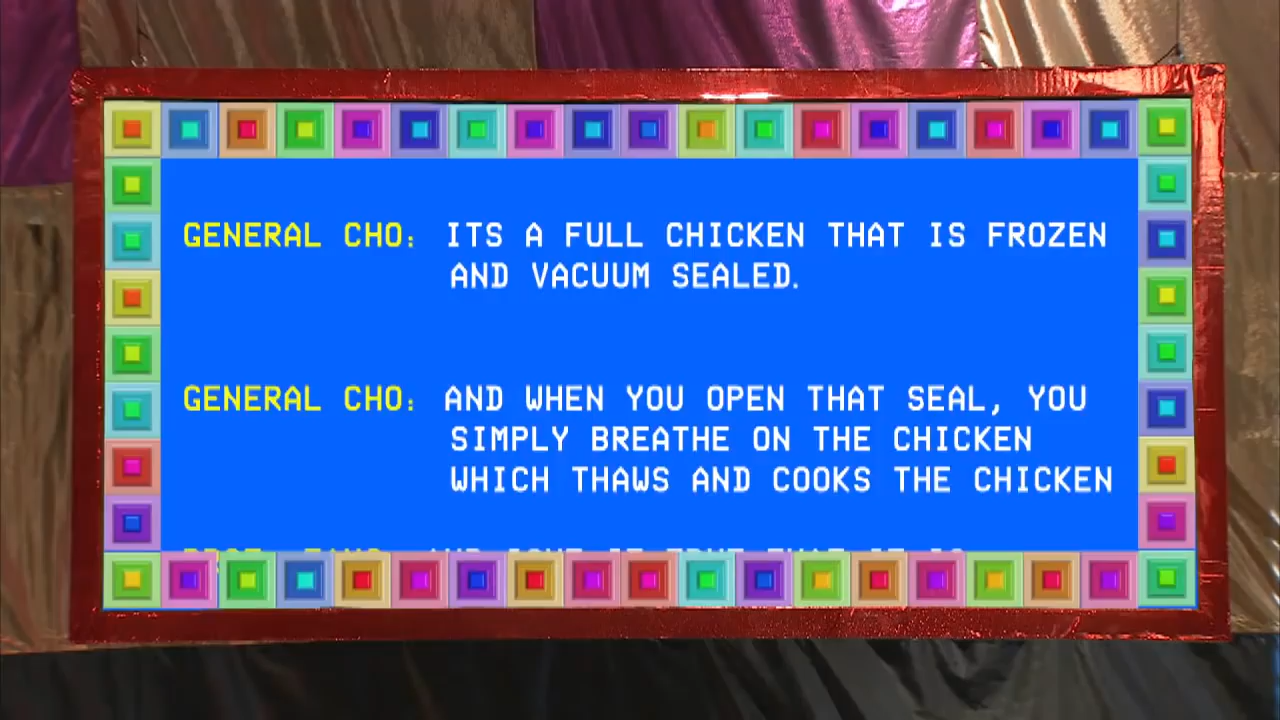 GENERAL CHO: ITS A FULL CHICKEN THAT IS FROZEN
AND VACUUM SEALED.
GENERAL CHO: AND WHEN YOU OPEN THAT SEAL, YOU
SIMPLY BREATHE ON THE CHICKEN
WHICH THAWS AND COOKS THE CHICKEN